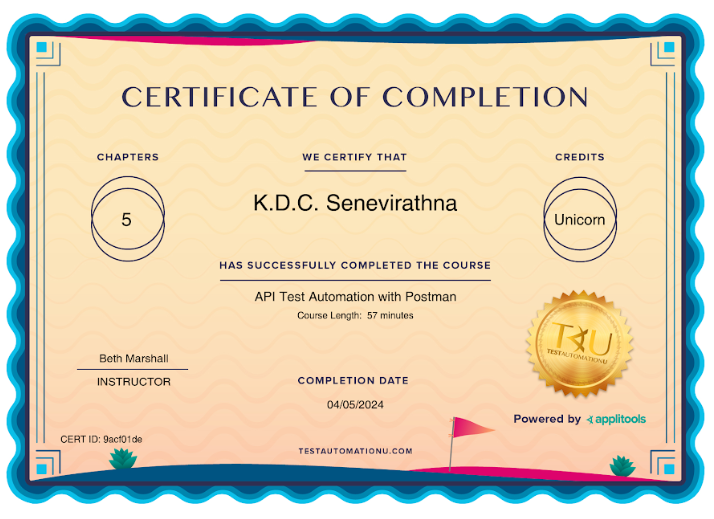 CERTIFICATE OF COMPLETION
CHAPTERS
5
WE CERTIFY THAT
K.D.C. Senevirathna
CREDITS
Unicorn
HAS SUCCESSFULLY COMPLETED THE COURSE
API Test Automation with Postman
Course Length: 57 minutes
TAU
TESTAUTOMATIONU
Beth Marshall
INSTRUCTOR
COMPLETION DATE
04/05/2024
Powered by applitools
CERT ID: 9acf01de
TESTAUTOMATIONU.COM